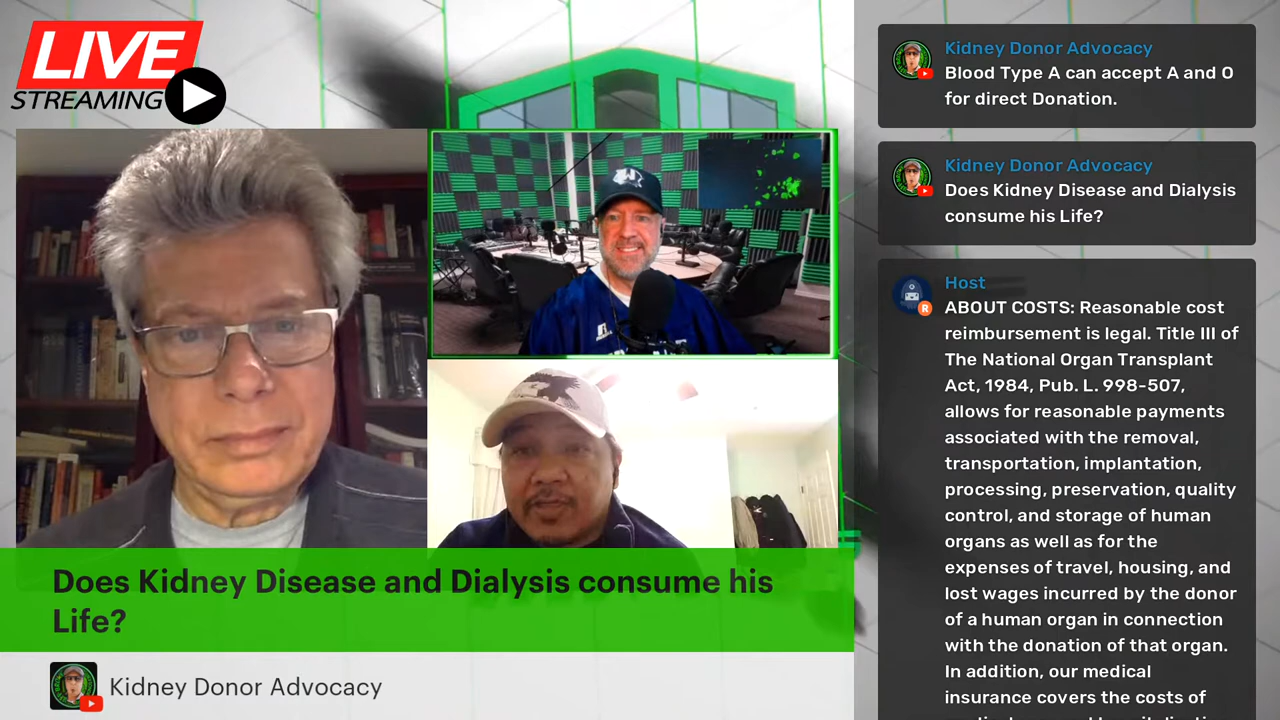 LIVE
STREAMING
Does Kidney Disease and Dialysis consume his
Life?
Kidney Donor Advocacy
Kidney Donor Advocacy
Blood Type A can accept A and O
for direct Donation.
Kidney Donor Advocacy
Does Kidney Disease and Dialysis
consume his Life?
Host
ABOUT COSTS: Reasonable cost
reimbursement is legal. Title III of
The National Organ Transplant
Act, 1984, Pub. L. 998-507,
allows for reasonable payments
associated with the removal,
transportation, implantation,
processing, preservation, quality
control, and storage of human
organs as well as for the
expenses of travel, housing, and
lost wages incurred by the donor
of a human organ in connection
with the donation of that organ.
In addition, our medical
insurance covers the costs of